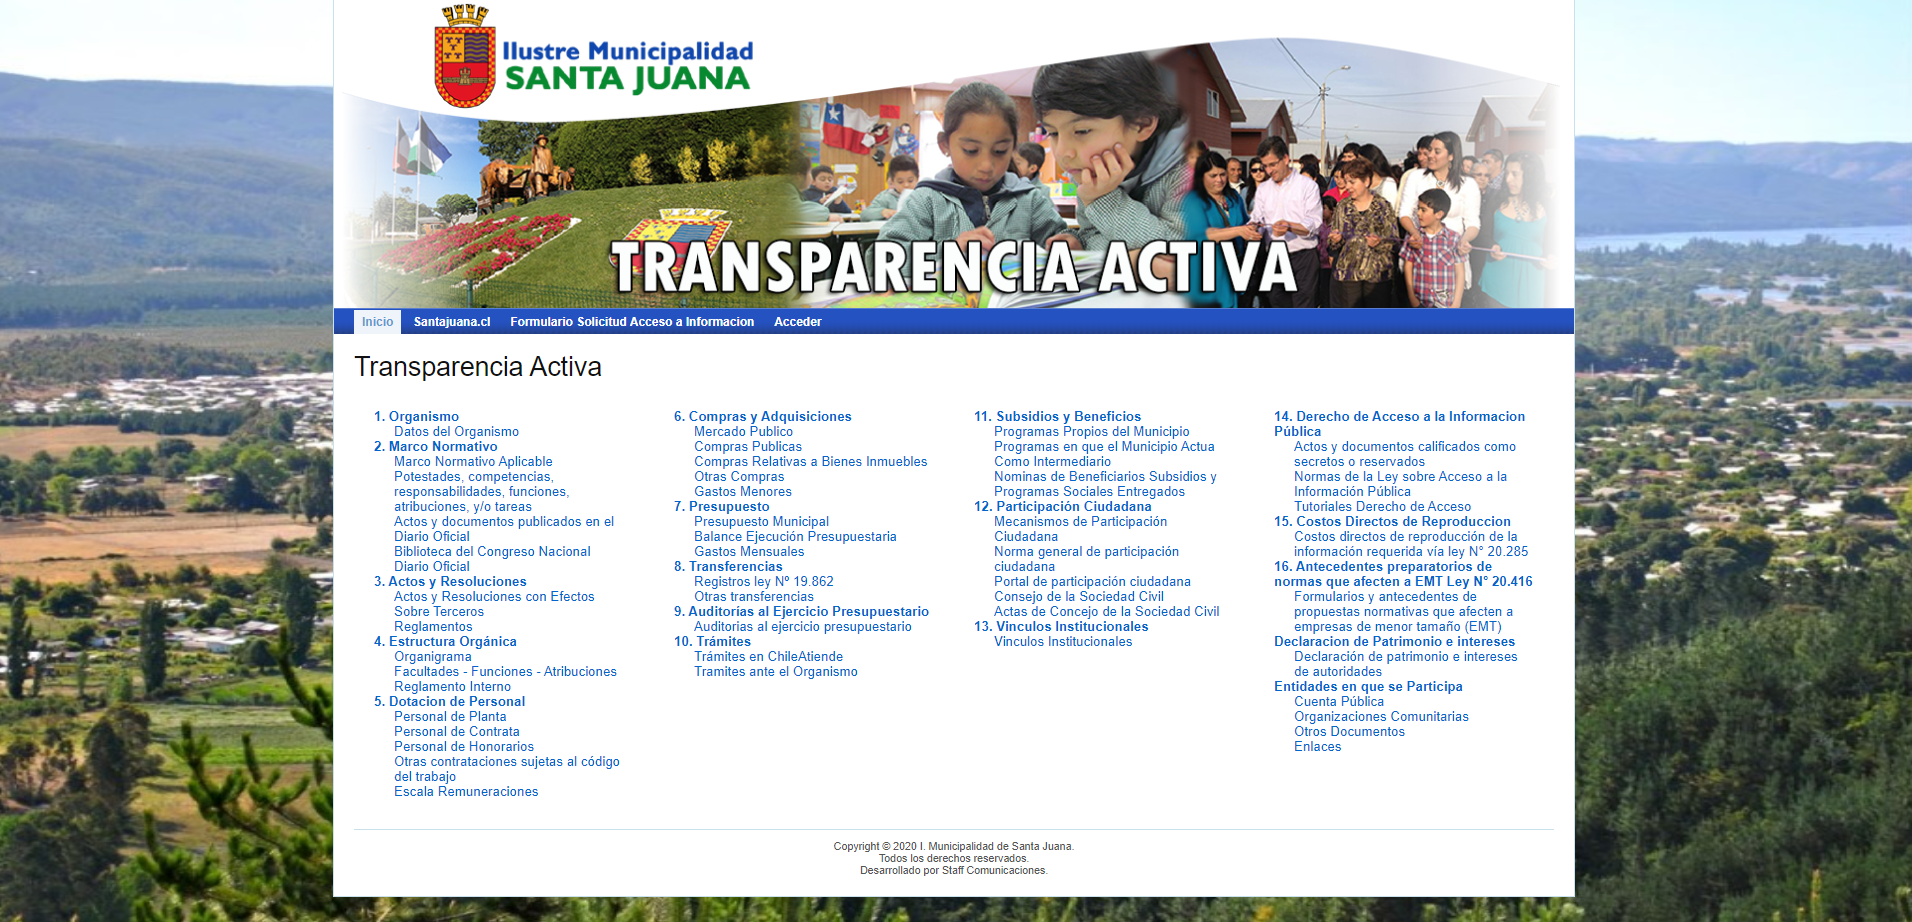 Ilustre Municipalidad
SANTA JUANA
TRANSPARENCIA ACTIVA
Inicio
Santajuana.cl
Formulario Solicitud Acceso a Informacion
Acceder
Transparencia Activa
1. Organismo
Datos del Organismo
2. Marco Normativo
Marco Normativo Aplicable
Potestades, competencias,
responsabilidades, funciones,
atribuciones, y/o tareas
Actos y documentos publicados en el
Diario Oficial
Biblioteca del Congreso Nacional
Diario Oficial
3. Actos y Resoluciones
Actos y Resoluciones con Efectos
Sobre Terceros
Reglamentos
4. Estructura Orgánica
Organigrama
Facultades - Funciones - Atribuciones
Reglamento Interno
5. Dotacion de Personal
Personal de Planta
Personal de Contrata
Personal de Honorarios
Otras contrataciones sujetas al código
del trabajo
Escala Remuneraciones
6. Compras y Adquisiciones
Mercado Publico
Compras Publicas
Compras Relativas a Bienes Inmuebles
Otras Compras
Gastos Menores
7. Presupuesto
Presupuesto Municipal
Balance Ejecución Presupuestaria
Gastos Mensuales
8. Transferencias
Registros ley Nº 19.862
Otras transferencias
9. Auditorias al Ejercicio Presupuestario
Auditorias al ejercicio presupuestario
10. Trámites
Trámites en ChileAtiende
Tramites ante el Organismo
11. Subsidios y Beneficios
Programas Propios del Municipio
Programas en que el Municipio Actua
Como Intermediario
Nominas de Beneficiarios Subsidios y
Programas Sociales Entregados
12. Participación Ciudadana
Mecanismos de Participación
Ciudadana
Norma general de participación
ciudadana
Portal de participación ciudadana
Consejo de la Sociedad Civil
Actas de Concejo de la Sociedad Civil
13. Vinculos Institucionales
Vinculos Institucionales
14. Derecho de Acceso a la Informacion
Pública
Actos y documentos calificados como
secretos o reservados
Normas de la Ley sobre Acceso a la
Información Pública
Tutoriales Derecho de Acceso
15. Costos Directos de Reproduccion
Costos directos de reproducción de la
información requerida vía ley N° 20.285
16. Antecedentes preparatorios de
normas que afecten a EMT Ley N° 20.416
Formularios y antecedentes de
propuestas normativas que afecten a
empresas de menor tamaño (EMT)
Declaracion de Patrimonio e intereses
Declaración de patrimonio e intereses
de autoridades
Entidades en que se Participa
Cuenta Pública
Organizaciones Comunitarias
Otros Documentos
Enlaces
Copyright © 2020 I. Municipalidad de Santa Juana.
Todos los derechos reservados.
Desarrollado por Staff Comunicaciones.